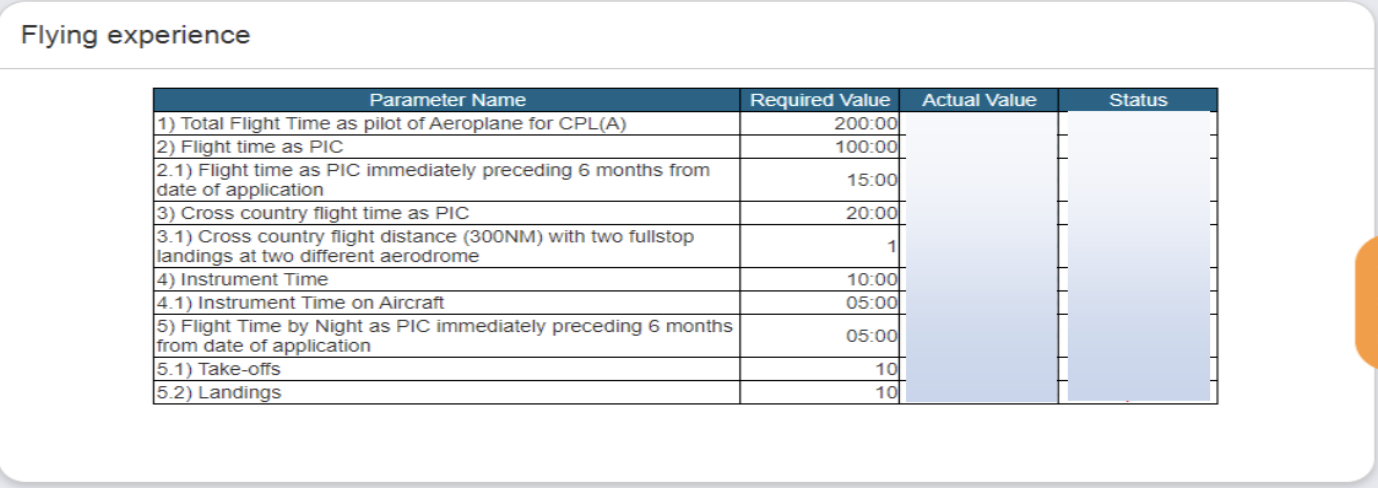 Flying experience
Parameter Name Required Value Actual Value Status
1) Total Flight Time as pilot of Aeroplane for CPL(A) 200:00
2) Flight time as PIC 100:00
2.1) Flight time as PIC immediately preceding 6 months from
date of application 15:00
3) Cross country flight time as PIC 20:00
3.1) Cross country flight distance (300NM) with two fullstop
landings at two different aerodrome 1
4) Instrument Time 10:00
4.1) Instrument Time on Aircraft 05:00
5) Flight Time by Night as PIC immediately preceding 6 months
from date of application 05:00
5.1) Take-offs 10
5.2) Landings 10